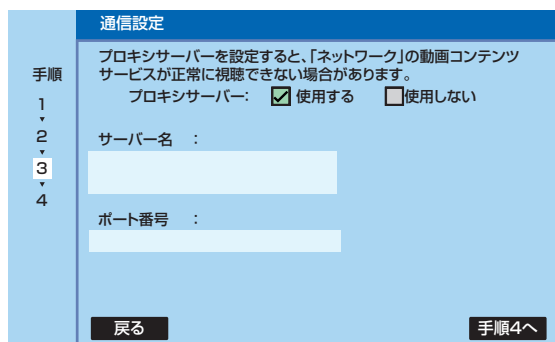 通信設定
手順
1
2
3
4
プロキシサーバーを設定すると、「ネットワーク」の動画コンテンツ
サービスが正常に視聴できない場合があります。
プロキシサーバー: 使用する 使用しない
サーバー名 :
ポート番号 :
戻る
手順4へ